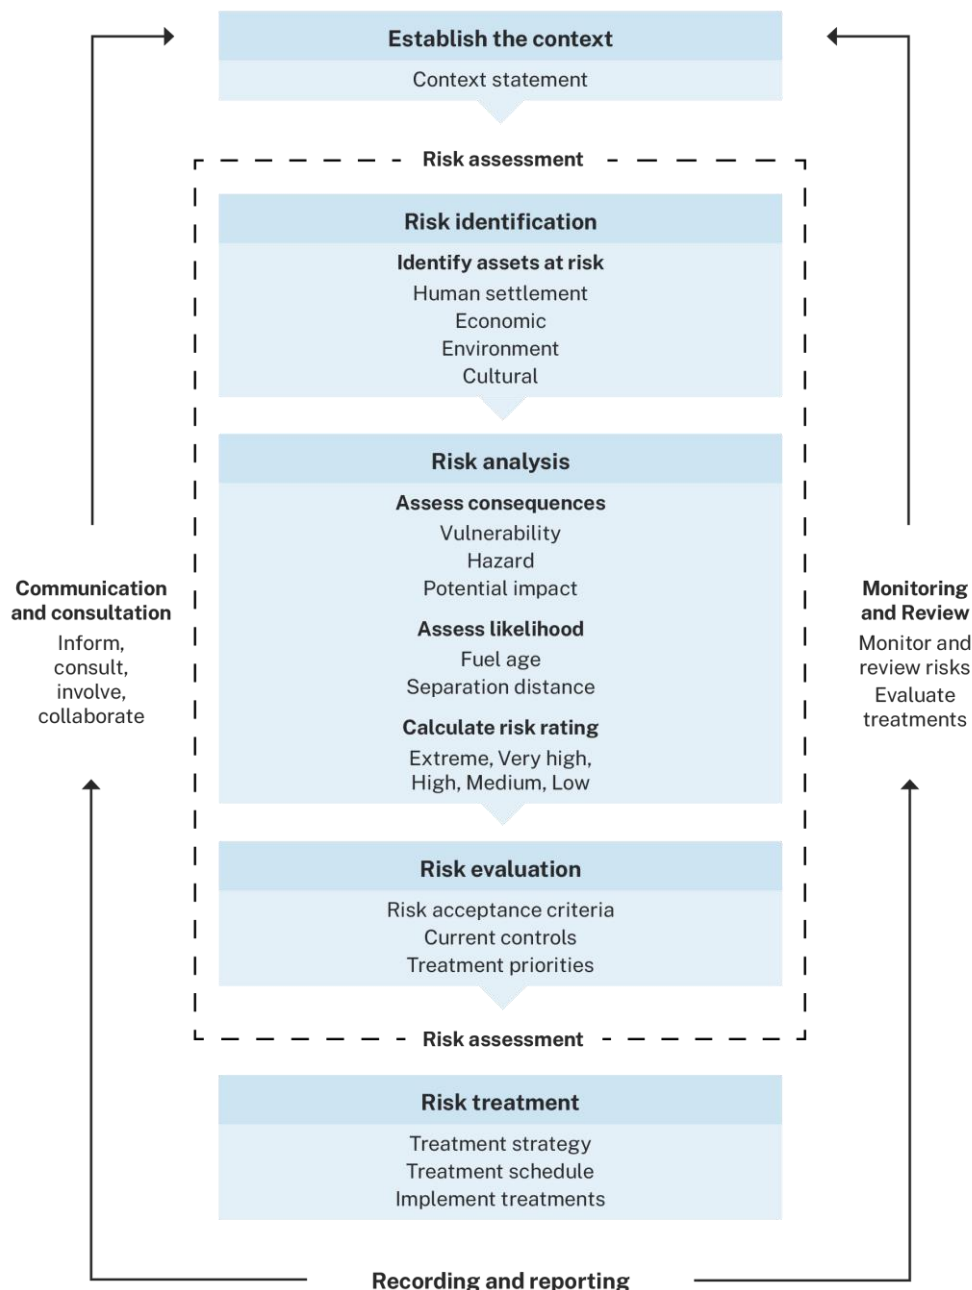 Establish the context
Context statement
Risk assessment
Risk identification
Identify assets at risk
Human settlement
Economic
Environment
Cultural
Risk analysis
Assess consequences
Vulnerability
Hazard
Potential impact
Assess likelihood
Fuel age
Separation distance
Calculate risk rating
Extreme, Very high,
High, Medium, Low
Risk evaluation
Risk acceptance criteria
Current controls
Treatment priorities
Risk assessment
Risk treatment
Treatment strategy
Treatment schedule
Implement treatments
Communication
and consultation
Inform,
consult,
involve,
collaborate
Monitoring
and Review
Monitor and
review risks
Evaluate
treatments
Recording and reporting